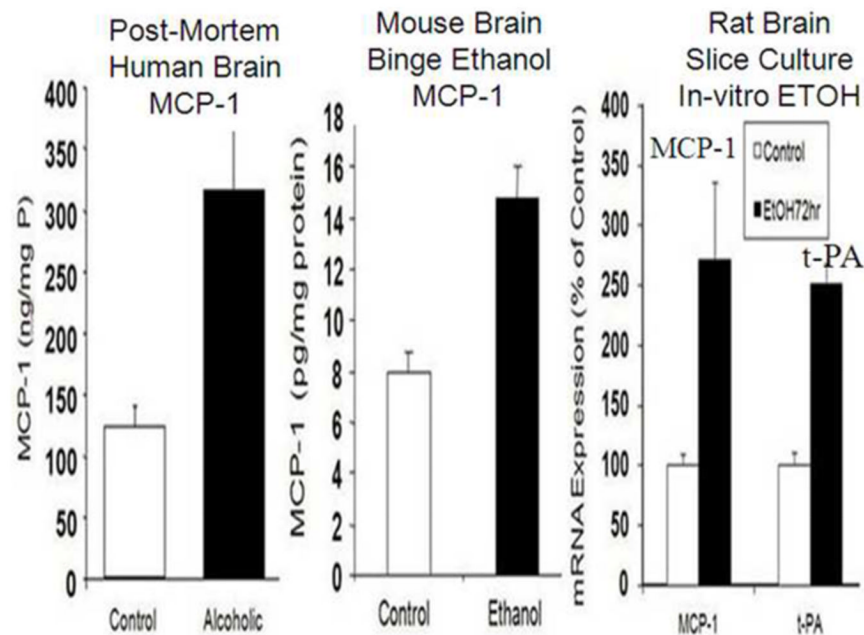 Post-Mortem
Human Brain
MCP-1
MCP-1 (ng/mg P)
400
350
300
250
200
150
100
50
0
Control
Alcoholic
Mouse Brain
Binge Ethanol
MCP-1
MCP-1 (pg/mg protein)
18
16
14
12
10
8
6
4
2
0
Control
Ethanol
Rat Brain
Slice Culture
In-vitro ETOH
mRNA Expression (% of Control)
400
350
300
250
200
150
100
50
0
MCP-1
Control
EtOH72hr
t-PA
MCP-1
t-PA